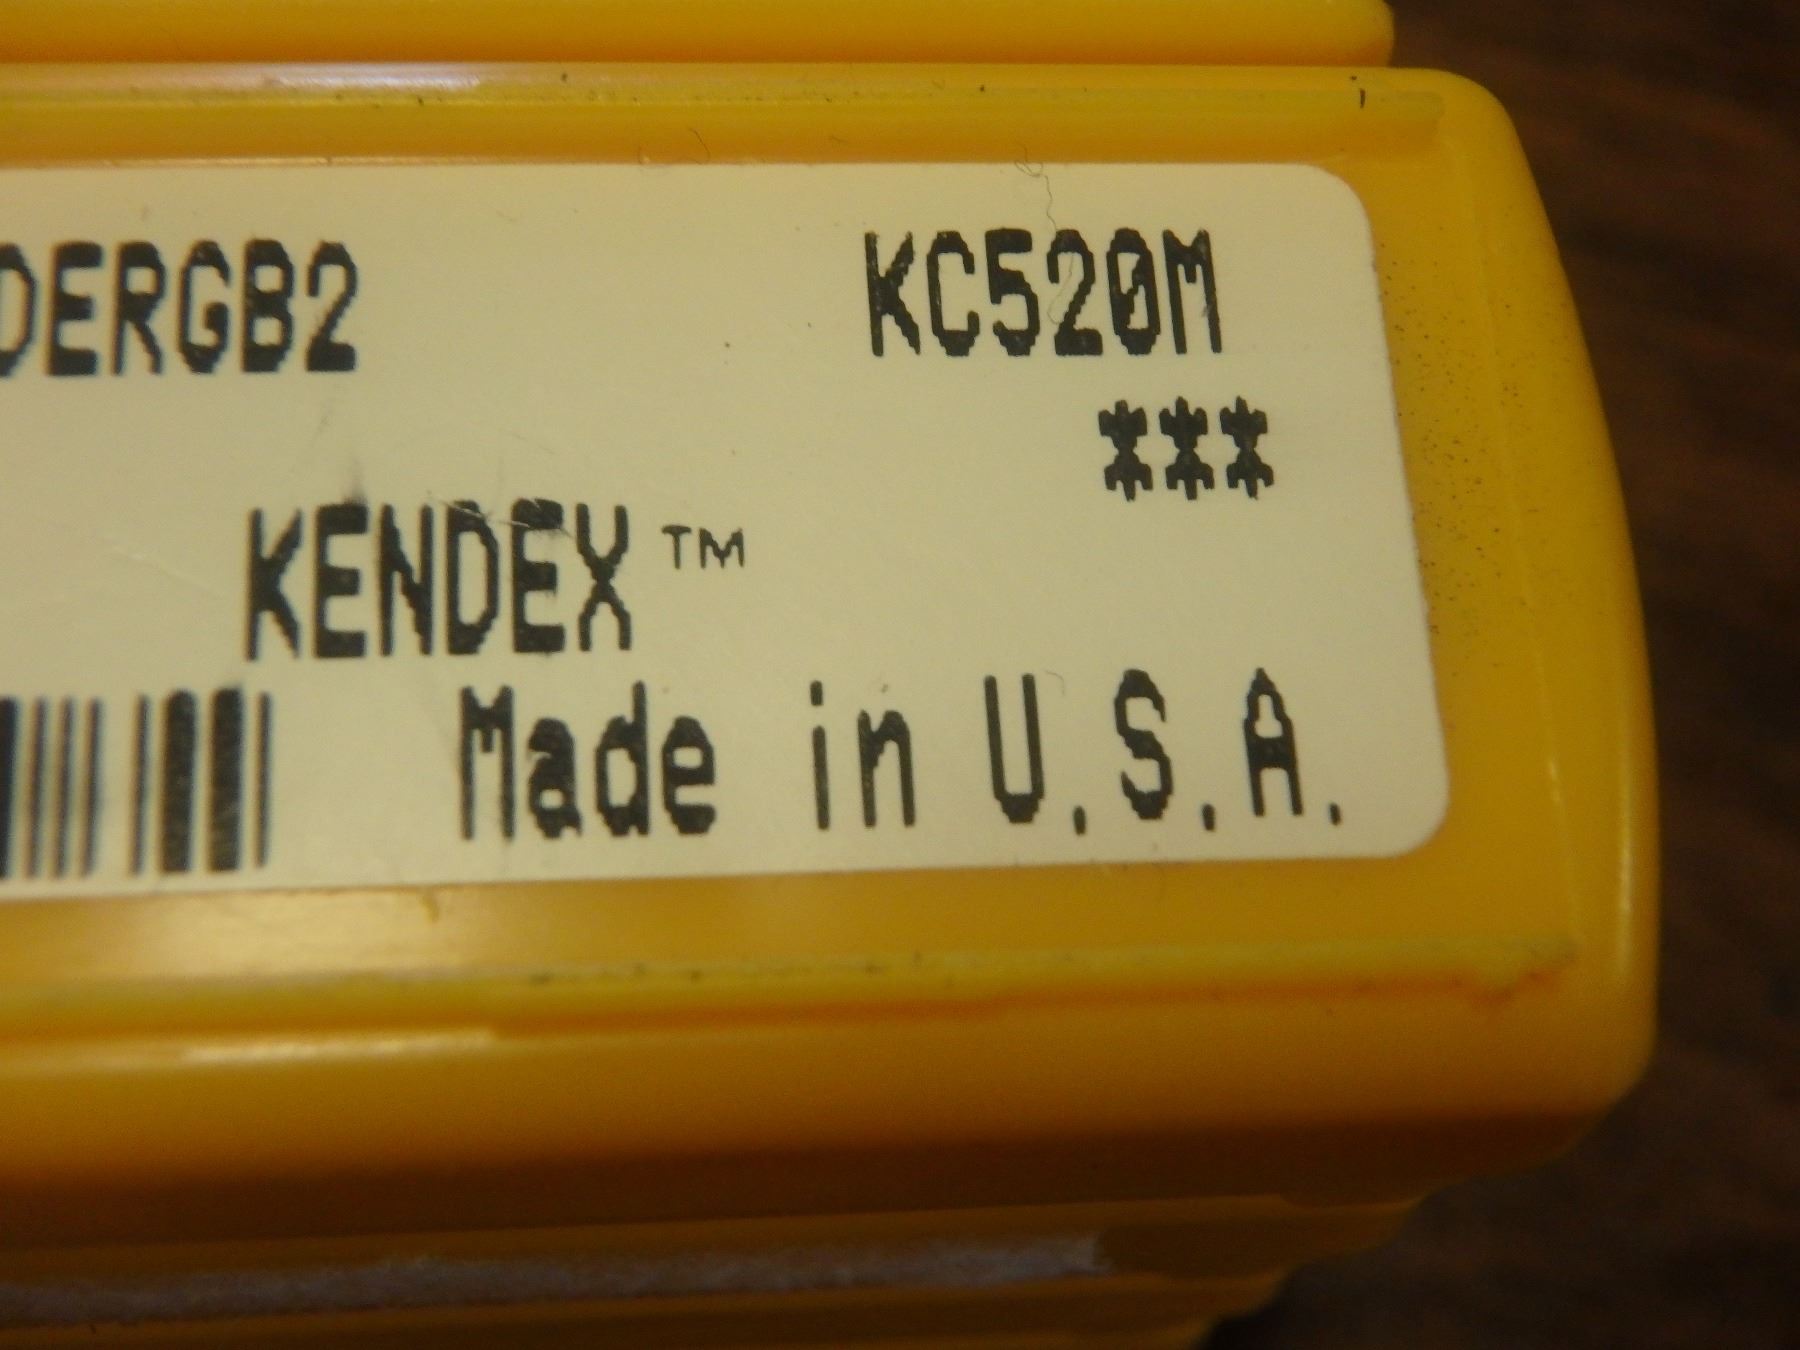 DERGB2 KC520M
***
KENDEX™
Made in U.S.A.